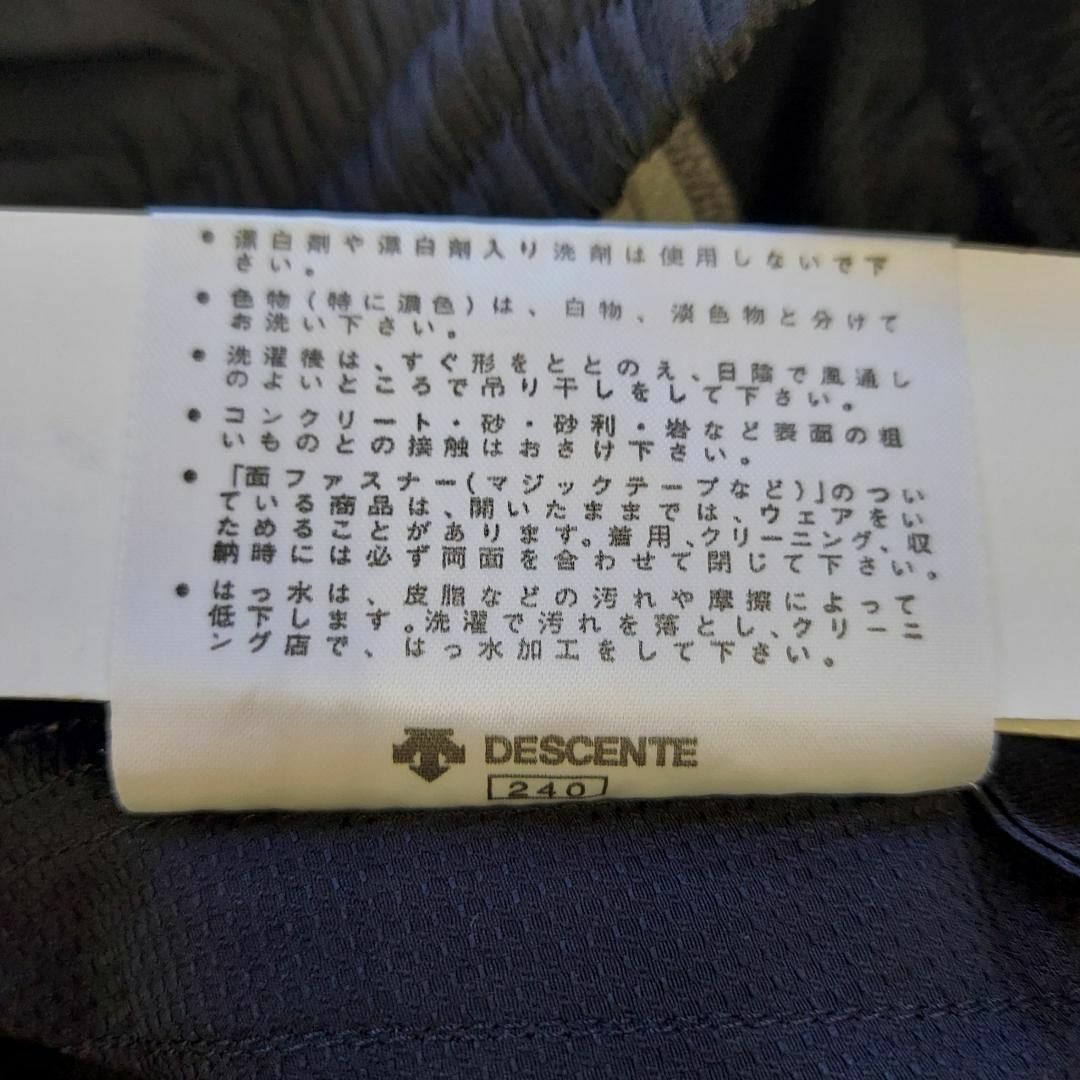 • 漂白剤や漂白剤入り洗剤は使用しないで下
さい。
• 色物(特に濃色)は、白物、淡色物と分けて
お洗い下さい。
• 洗濯後は、すぐ形をととのえ、日陰で風通し
のよいところで吊り干しをして下さい。
• コンクリート・砂・砂利・岩など表面の粗
いものとの接触はおさけ下さい。
• 「面ファスナー(マジックテープなど)」のつい
ている商品は、開いたままでは、ウェアをい
ためることがあります。着用、クリーニング、収
納時には必ず両面を合わせて閉じて下さい。
• はっ水は、皮脂などの汚れや摩擦によって
低下します。洗濯で汚れを落とし、クリーニ
ング店で、はっ水加工をして下さい。
DESCENTE
240